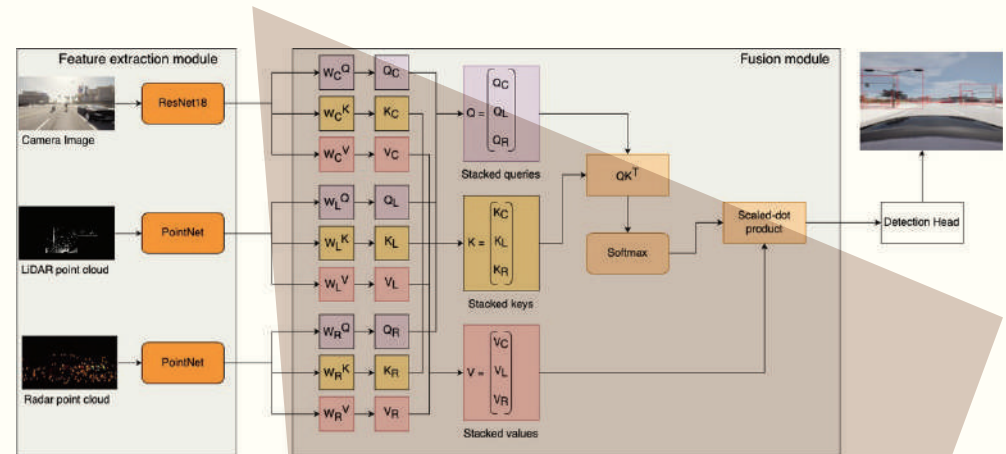 Feature extraction module
Fusion module
Camera Image
ResNet18
LiDAR point cloud
PointNet
Radar point cloud
PointNet
W_C^Q
Q_C
W_C^K
K_C
W_C^V
V_C
W_L^Q
Q_L
W_L^K
K_L
W_L^V
V_L
W_R^Q
Q_R
W_R^K
K_R
W_R^V
V_R
Q =
Q_C
Q_L
Q_R
Stacked queries
K =
K_C
K_L
K_R
Stacked keys
V =
V_C
V_L
V_R
Stacked values
QK^T
Softmax
Scaled-dot
product
Detection Head